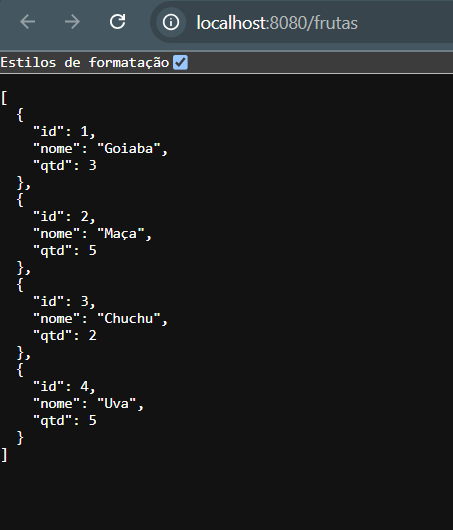 localhost:8080/frutas
Estilos de formatação
[
  {
    "id": 1,
    "nome": "Goiaba",
    "qtd": 3
  },
  {
    "id": 2,
    "nome": "Maça",
    "qtd": 5
  },
  {
    "id": 3,
    "nome": "Chuchu",
    "qtd": 2
  },
  {
    "id": 4,
    "nome": "Uva",
    "qtd": 5
  }
]